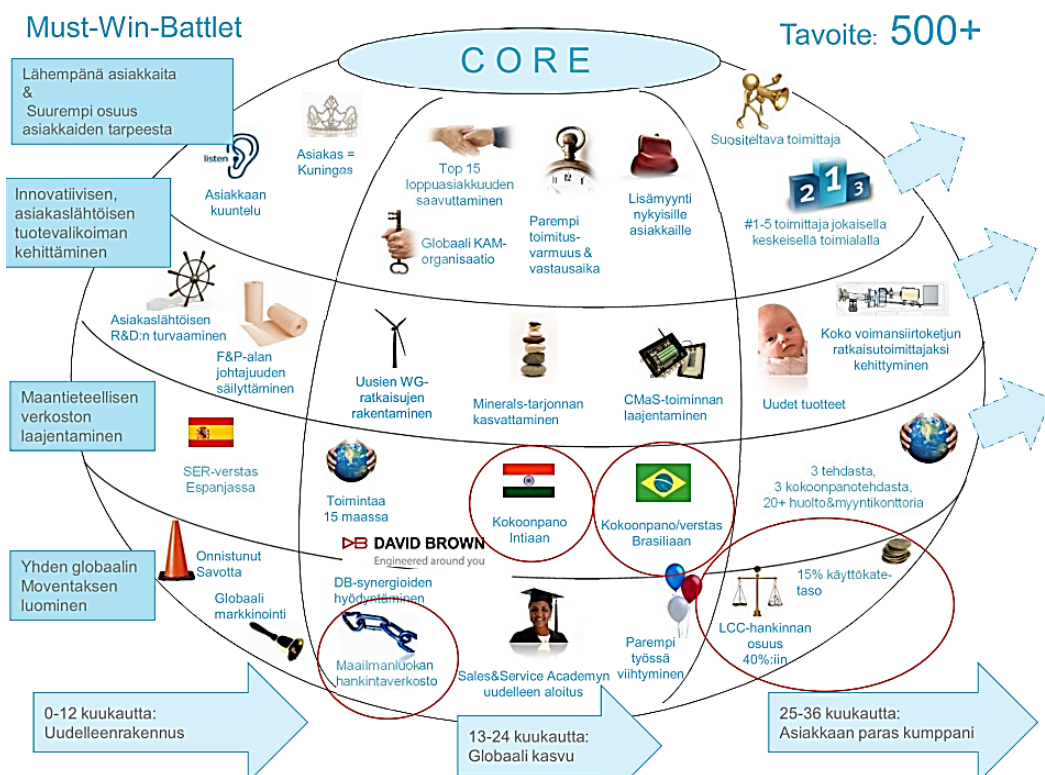 Must-Win-Battlet
Tavoite: 500+
CORE
Lähempänä asiakkaita
&
Suurempi osuus
asiakkaiden tarpeesta
listen
Asiakkaan
kuuntelu
Asiakas =
Kuningas
Top 15
loppuasiakkuuden
saavuttaminen
Globaali KAM-
organisaatio
Parempi
toimitus-
varmuus &
vastausaika
Lisämyynti
nykyisille
asiakkaille
Suositeltava toimittaja
2 1 3
#1-5 toimittaja jokaisella
keskeisellä toimialalla
Innovatiivisen,
asiakaslähtöisen
tuotevalikoiman
kehittäminen
Asiakaslähtöisen
R&D:n turvaaminen
F&P-alan
johtajuuden
säilyttäminen
Uusien WG-
ratkaisujen
rakentaminen
Minerals-tarjonnan
kasvattaminen
CMaS-toiminnan
laajentaminen
Uudet tuotteet
Koko voimansiirtoketjun
ratkaisutoimittajaksi
kehittyminen
Maantieteellisen
verkoston
laajentaminen
SER-verstas
Espanjassa
Toimintaa
15 maassa
Kokoonpano
Intiaan
Kokoonpano/verstas
Brasiliaan
3 tehdasta,
3 kokoonpanotehdasta,
20+ huolto&myyntikonttoria
Yhden globaalin
Moventaksen
luominen
Onnistunut
Savotta
Globaali
markkinointi
DB DAVID BROWN
Engineered around you
DB-synergioiden
hyödyntäminen
Maailmanluokan
hankintaverkosto
Sales&Service Academyn
uudelleen aloitus
Parempi
työssä
viihtyminen
15% käyttökate-
taso
LCC-hankinnan
osuus
40%:iin
0-12 kuukautta:
Uudelleenrakennus
13-24 kuukautta:
Globaali kasvu
25-36 kuukautta:
Asiakkaan paras kumppani